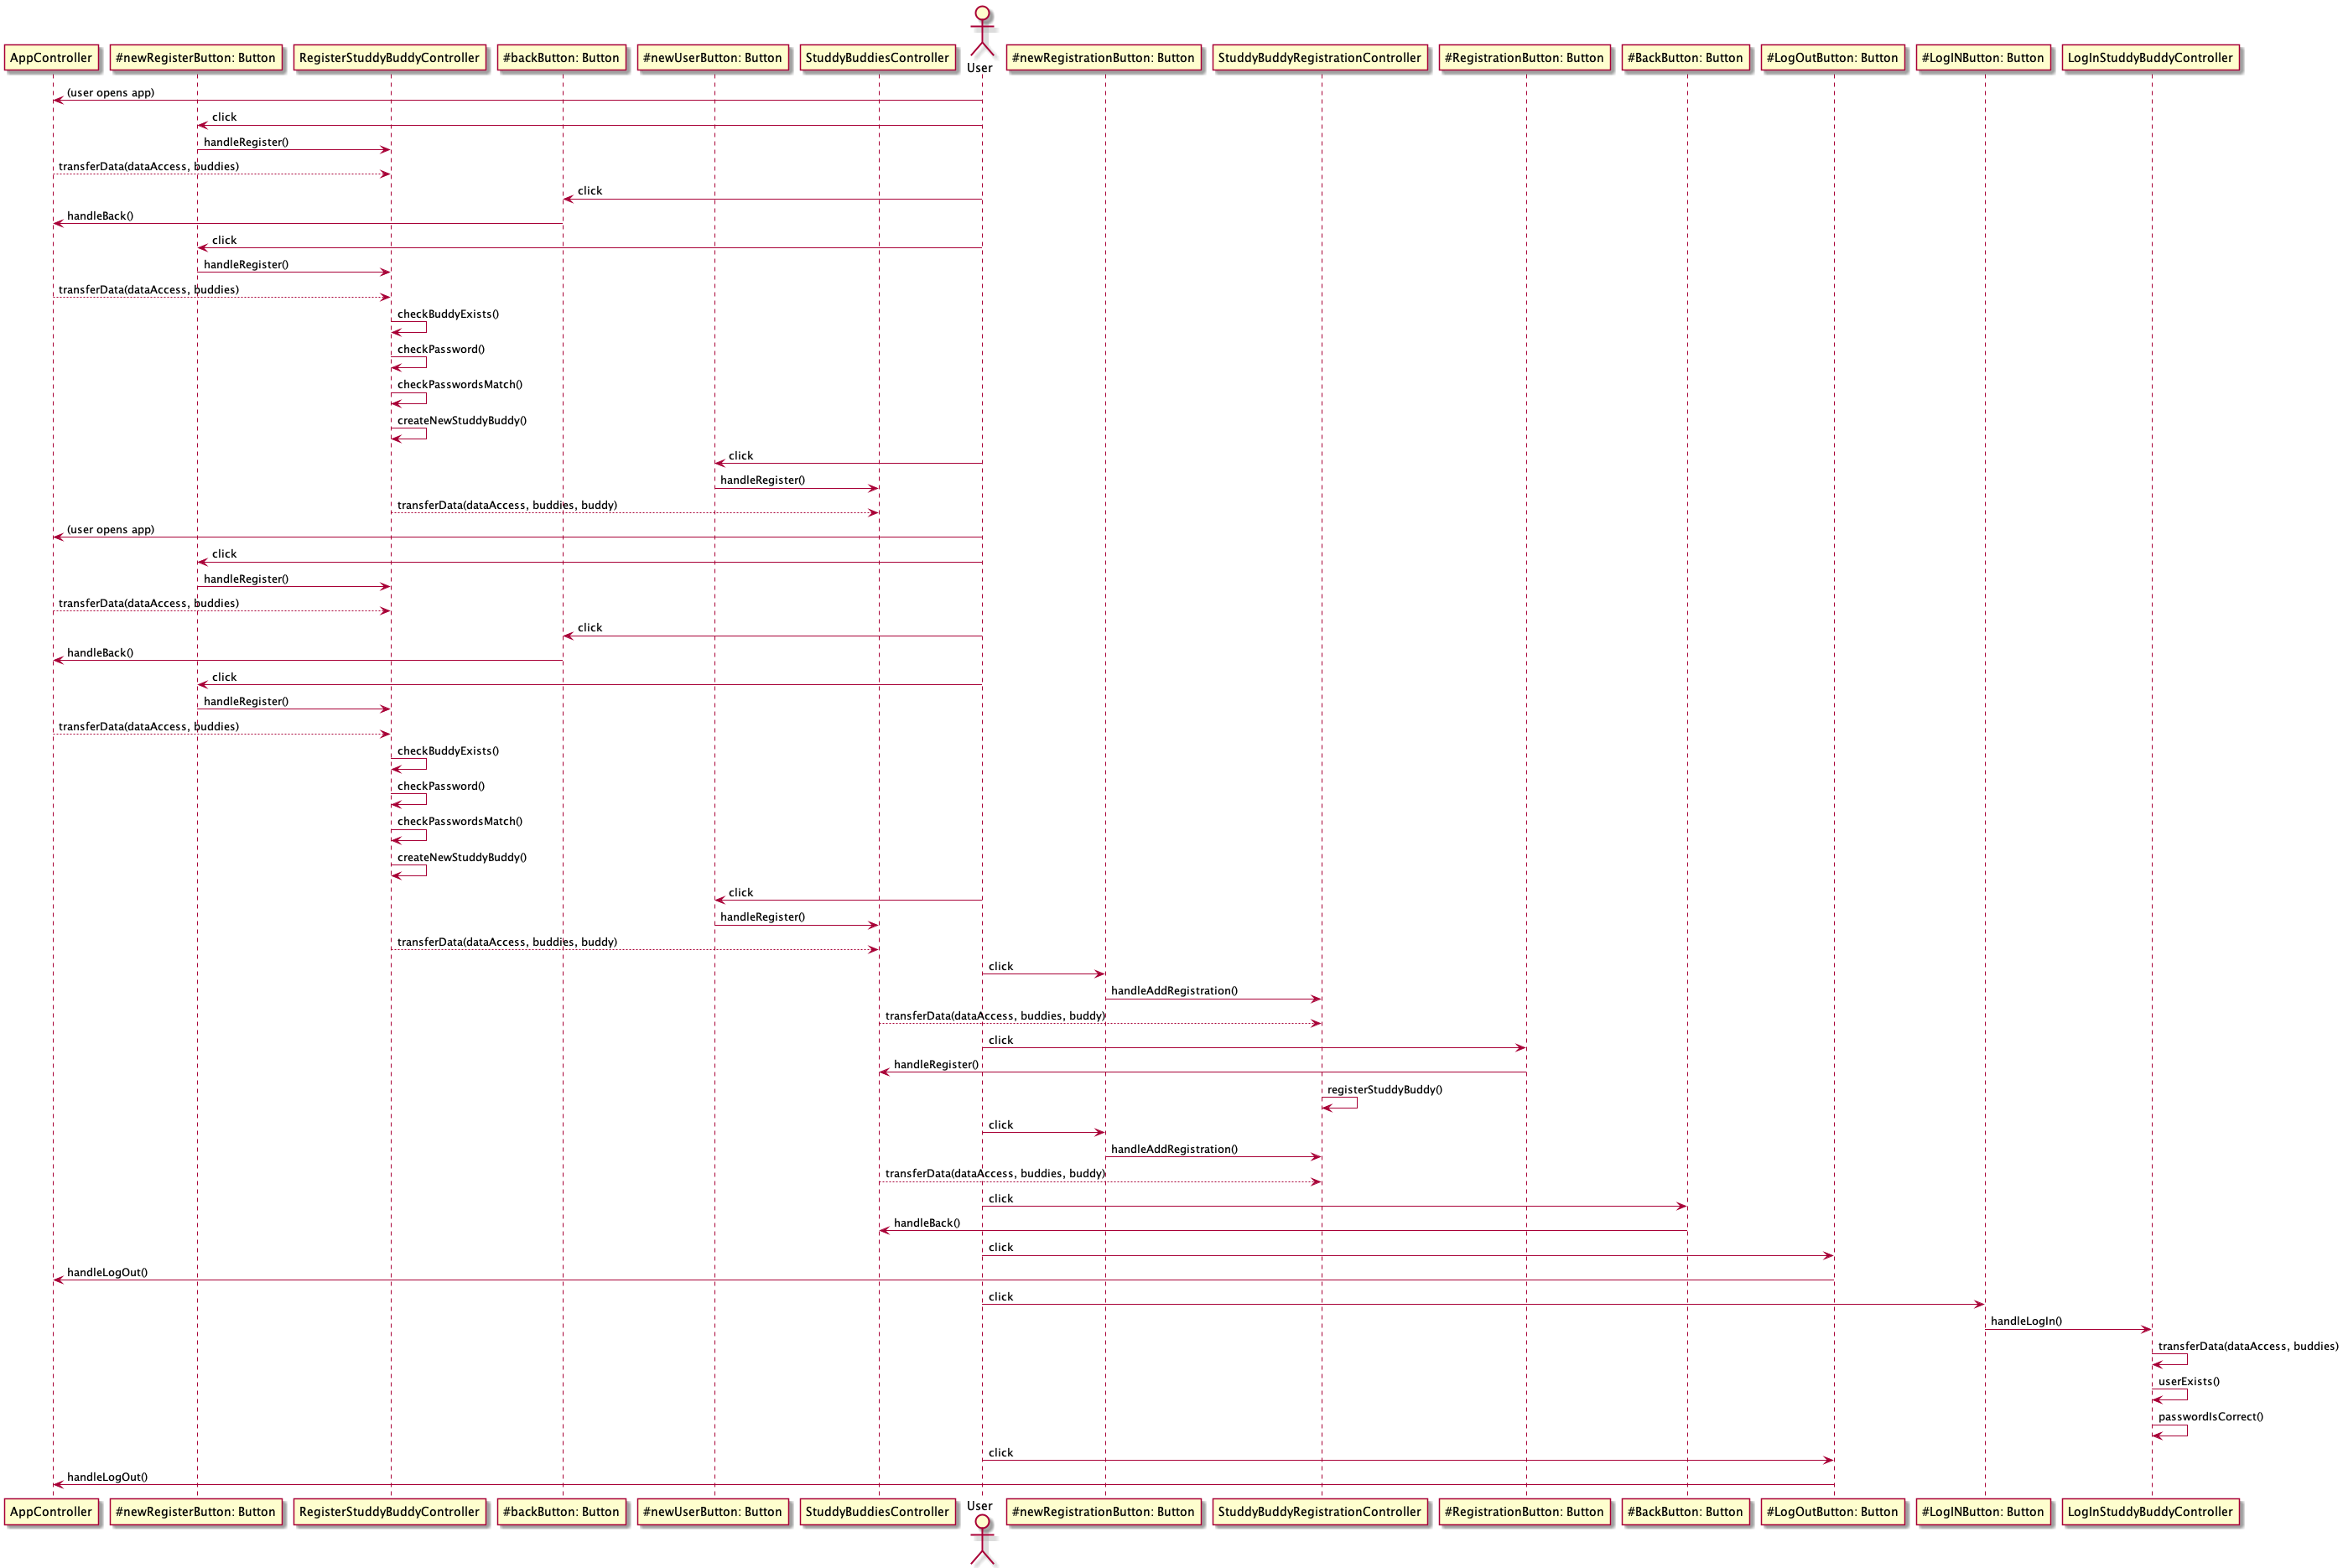 User
AppController
#newRegisterButton: Button
RegisterStuddyBuddyController
#backButton: Button
#newUserButton: Button
StuddyBuddiesController
#newRegistrationButton: Button
StuddyBuddyRegistrationController
#RegistrationButton: Button
#BackButton: Button
#LogOutButton: Button
#LogINButton: Button
LogInStuddyBuddyController
(user opens app)
click
handleRegister()
transferData(dataAccess, buddies)
click
handleBack()
click
handleRegister()
transferData(dataAccess, buddies)
checkBuddyExists()
checkPassword()
checkPasswordsMatch()
createNewStuddyBuddy()
click
handleRegister()
transferData(dataAccess, buddies, buddy)
(user opens app)
click
handleRegister()
transferData(dataAccess, buddies)
click
handleBack()
click
handleRegister()
transferData(dataAccess, buddies)
checkBuddyExists()
checkPassword()
checkPasswordsMatch()
createNewStuddyBuddy()
click
handleRegister()
transferData(dataAccess, buddies, buddy)
click
handleAddRegistration()
transferData(dataAccess, buddies, buddy)
click
handleRegister()
registerStuddyBuddy()
click
handleAddRegistration()
transferData(dataAccess, buddies, buddy)
click
handleBack()
click
handleLogOut()
click
handleLogIn()
transferData(dataAccess, buddies)
userExists()
passwordIsCorrect()
click
handleLogOut()
AppController
#newRegisterButton: Button
RegisterStuddyBuddyController
#backButton: Button
#newUserButton: Button
StuddyBuddiesController
User
#newRegistrationButton: Button
StuddyBuddyRegistrationController
#RegistrationButton: Button
#BackButton: Button
#LogOutButton: Button
#LogINButton: Button
LogInStuddyBuddyController